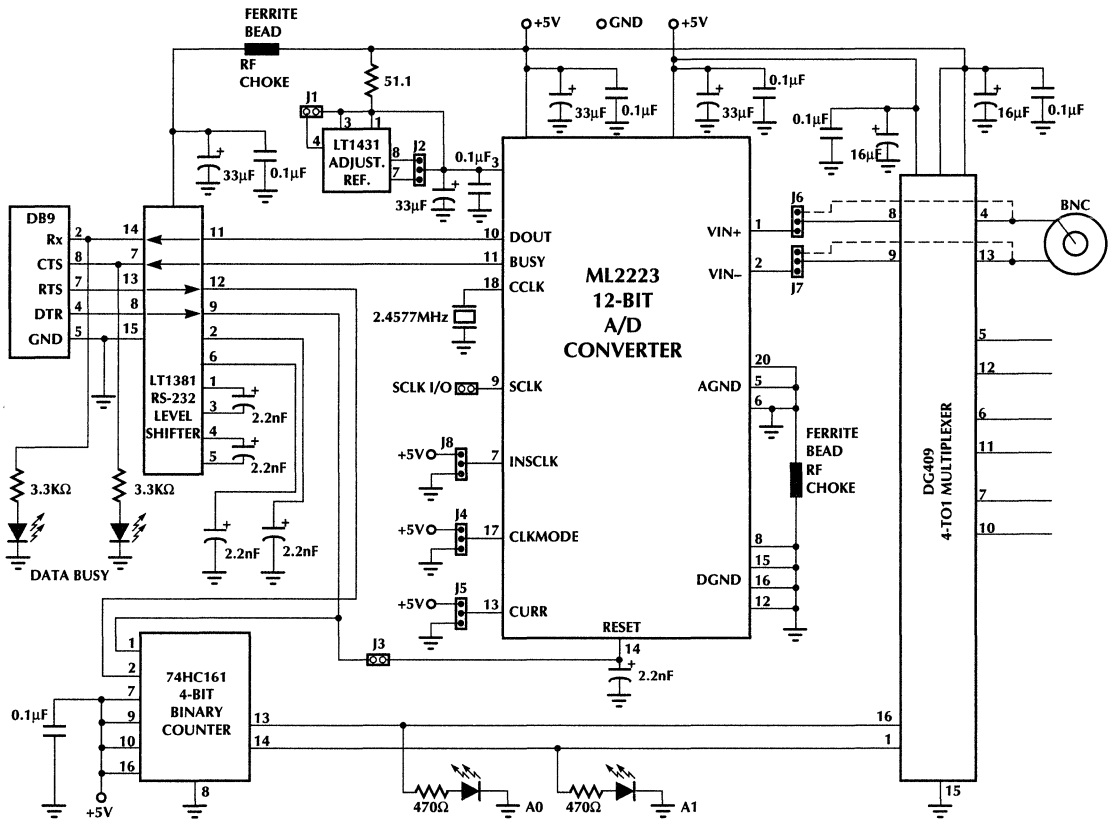 FERRITE
BEAD
RF
CHOKE
+5V
GND
+5V
51.1
J1
3
1
4
LT1431
ADJUST.
REF.
8
7
J2
0.1µF
3
33µF
33µF
0.1µF
33µF
0.1µF
33µF
0.1µF
0.1µF
16µF
16µF
0.1µF
DB9
Rx
CTS
RTS
DTR
GND
2
8
7
4
5
14
7
13
8
15
11
12
9
2
6
1
3
4
5
LT1381
RS-232
LEVEL
SHIFTER
2.2nF
2.2nF
2.2nF
2.2nF
3.3KΩ
3.3KΩ
DATA BUSY
10
DOUT
11
BUSY
18
CCLK
2.4577MHz
SCLK I/O
9
SCLK
J8
+5V
7
INSCLK
J4
+5V
17
CLKMODE
J5
+5V
13
CURR
ML2223
12-BIT
A/D
CONVERTER
VIN+
1
J6
VIN–
2
J7
8
9
4
13
BNC
20
AGND
5
6
FERRITE
BEAD
RF
CHOKE
8
15
DGND
16
12
RESET
14
2.2nF
J3
DG409
4-TO1 MULTIPLEXER
5
12
6
11
7
10
16
1
15
1
2
7
9
10
16
74HC161
4-BIT
BINARY
COUNTER
13
14
8
0.1µF
+5V
470Ω
A0
470Ω
A1